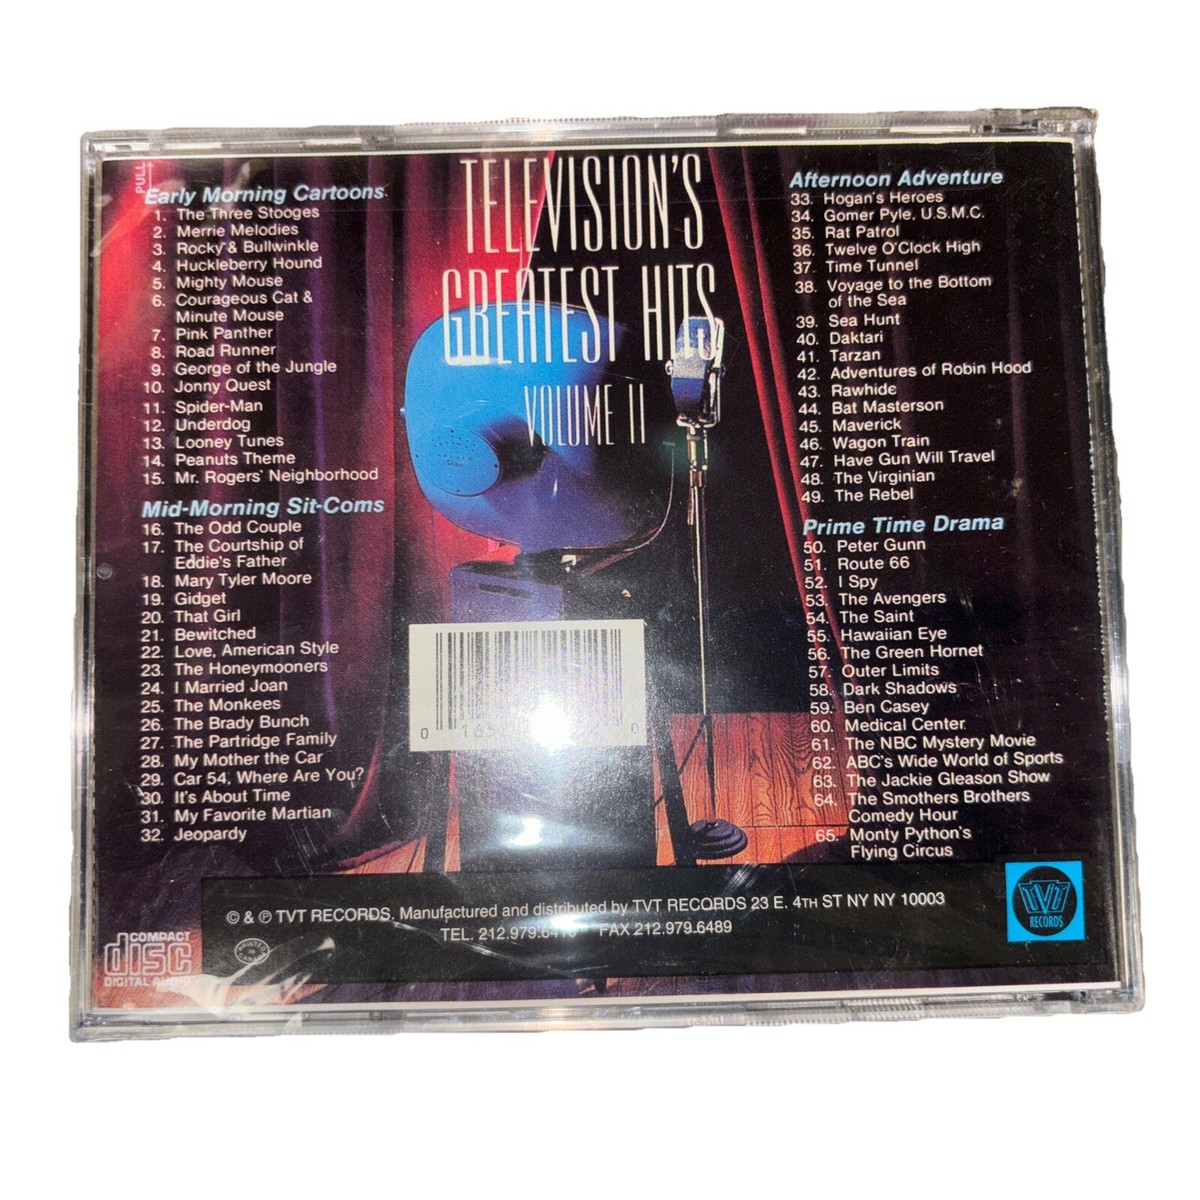 PULL
Early Morning Cartoons
1. The Three Stooges
2. Merrie Melodies
3. Rocky & Bullwinkle
4. Huckleberry Hound
5. Mighty Mouse
6. Courageous Cat &
Minute Mouse
7. Pink Panther
8. Road Runner
9. George of the Jungle
10. Jonny Quest
11. Spider-Man
12. Underdog
13. Looney Tunes
14. Peanuts Theme
15. Mr. Rogers' Neighborhood
Mid-Morning Sit-Coms
16. The Odd Couple
17. The Courtship of
Eddie's Father
18. Mary Tyler Moore
19. Gidget
20. That Girl
21. Bewitched
22. Love, American Style
23. The Honeymooners
24. I Married Joan
25. The Monkees
26. The Brady Bunch
27. The Partridge Family
28. My Mother the Car
29. Car 54, Where Are You?
30. It's About Time
31. My Favorite Martian
32. Jeopardy
TELEVISION'S
GREATEST HITS
VOLUME II
Afternoon Adventure
33. Hogan's Heroes
34. Gomer Pyle, U.S.M.C.
35. Rat Patrol
36. Twelve O'Clock High
37. Time Tunnel
38. Voyage to the Bottom
of the Sea
39. Sea Hunt
40. Daktari
41. Tarzan
42. Adventures of Robin Hood
43. Rawhide
44. Bat Masterson
45. Maverick
46. Wagon Train
47. Have Gun Will Travel
48. The Virginian
49. The Rebel
Prime Time Drama
50. Peter Gunn
51. Route 66
52. I Spy
53. The Avengers
54. The Saint
55. Hawaiian Eye
56. The Green Hornet
57. Outer Limits
58. Dark Shadows
59. Ben Casey
60. Medical Center
61. The NBC Mystery Movie
62. ABC's Wide World of Sports
63. The Jackie Gleason Show
64. The Smothers Brothers
Comedy Hour
65. Monty Python's
Flying Circus
© & ℗ TVT RECORDS. Manufactured and distributed by TVT RECORDS 23 E. 4TH ST NY NY 10003
TEL. FAX 212.979.6489
COMPACT
disc
DIGITAL AUDIO
PRINTED
IN
CANADA
TVT
RECORDS